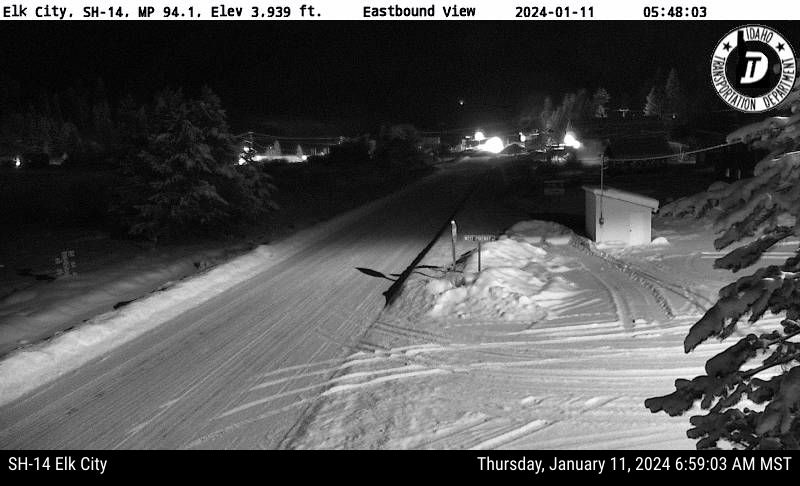 Elk City, SH-14, MP 94.1, Elev 3,939 ft. Eastbound View 2024-01-11 05:48:03
IDAHO
TRANSPORTATION DEPARTMENT
SH-14 Elk City
Thursday, January 11, 2024 6:59:03 AM MST